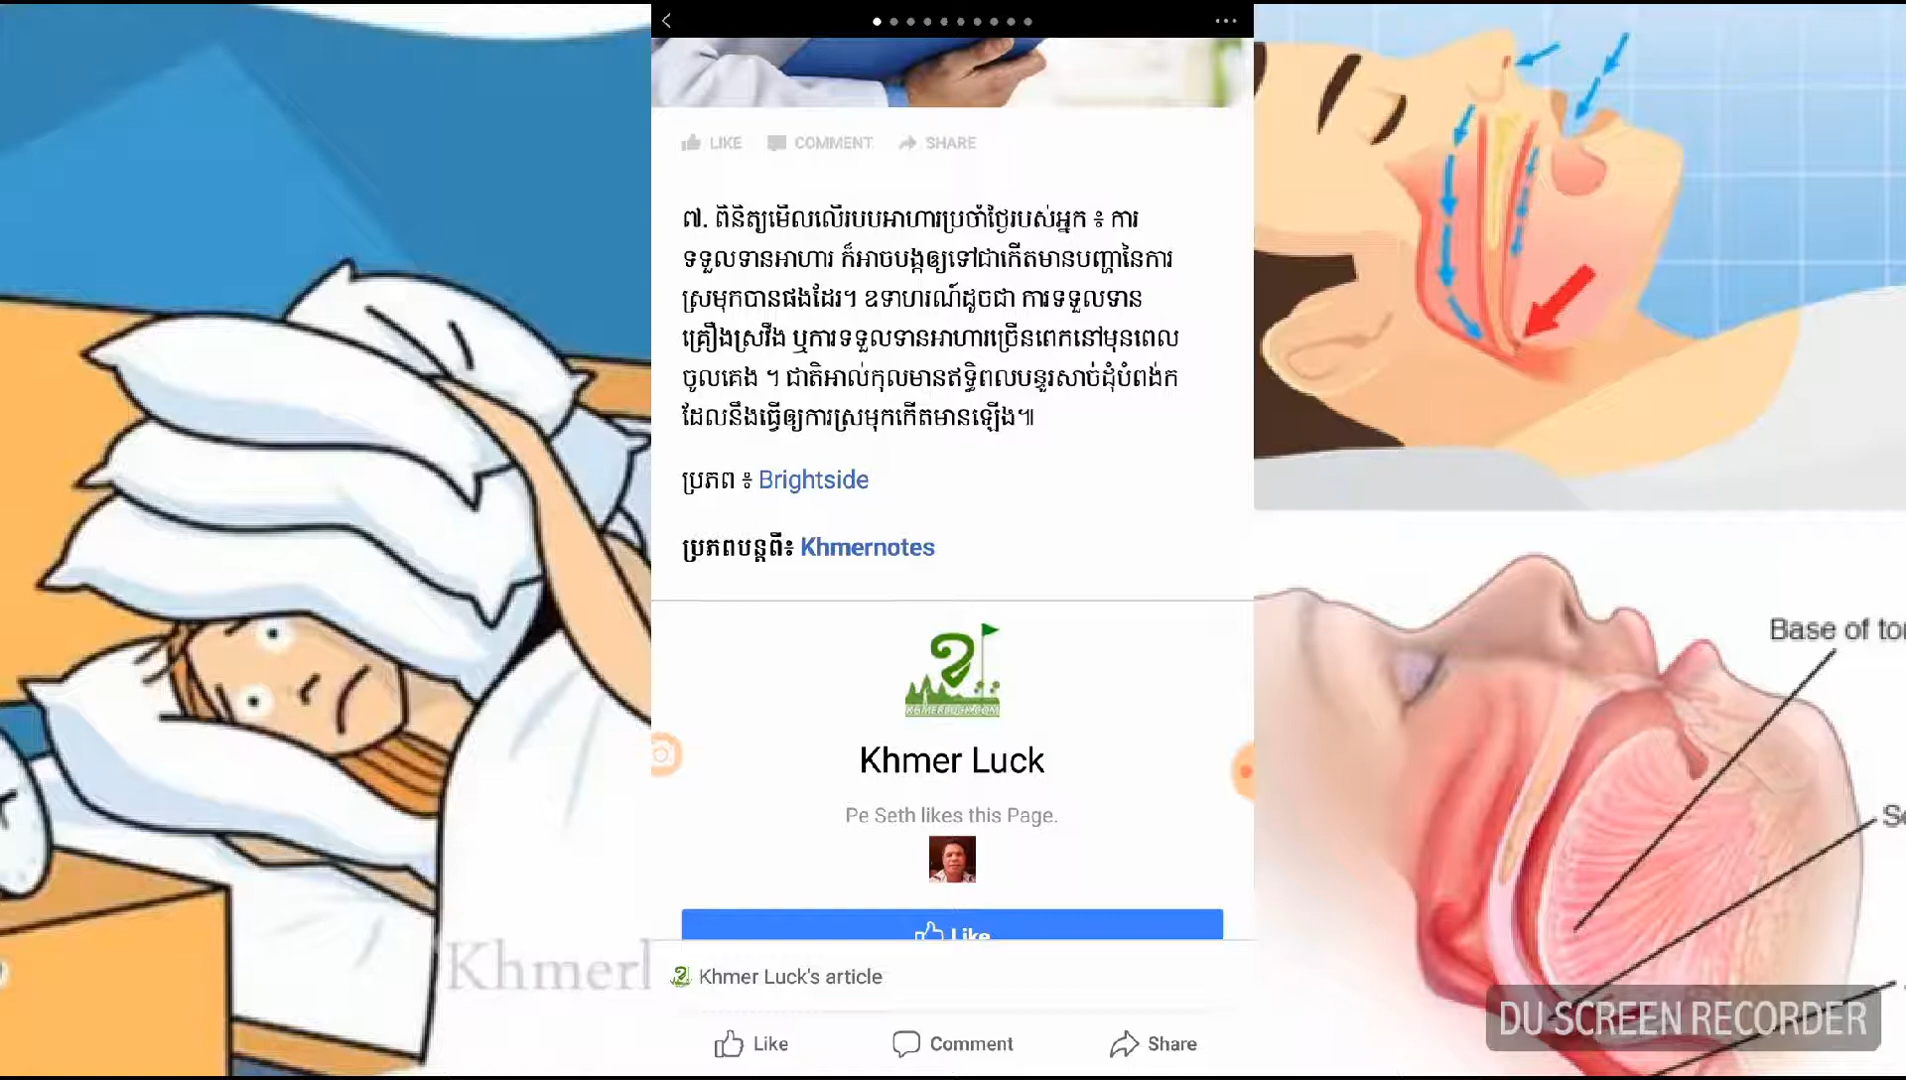 LIKE COMMENT SHARE
៧. ពិនិត្យមើលលើរបបអាហារប្រចាំថ្ងៃរបស់អ្នក ៖ ការ
ទទួលទានអាហារ ក៏អាចបង្កឲ្យទៅជាកើតមានបញ្ហានៃការ
ស្រមុកបានផងដែរ។ ឧទាហរណ៍ដូចជា ការទទួលទាន
គ្រឿងស្រវឹង ឬការទទួលទានអាហារច្រើនពេកនៅមុនពេល
ចូលគេង ។ ជាតិអាល់កុលមានឥទ្ធិពលបន្ធូរសាច់ដុំបំពង់ក
ដែលនឹងធ្វើឲ្យការស្រមុកកើតមានឡើង៕
ប្រភព ៖ Brightside
ប្រភពបន្តពី៖ Khmernotes
KHMERLUCK.COM
Khmer Luck
Pe Seth likes this Page.
Like
Khmer Luck's article
Like Comment Share
Khmerl
Base of to
S
DU SCREEN RECORDER